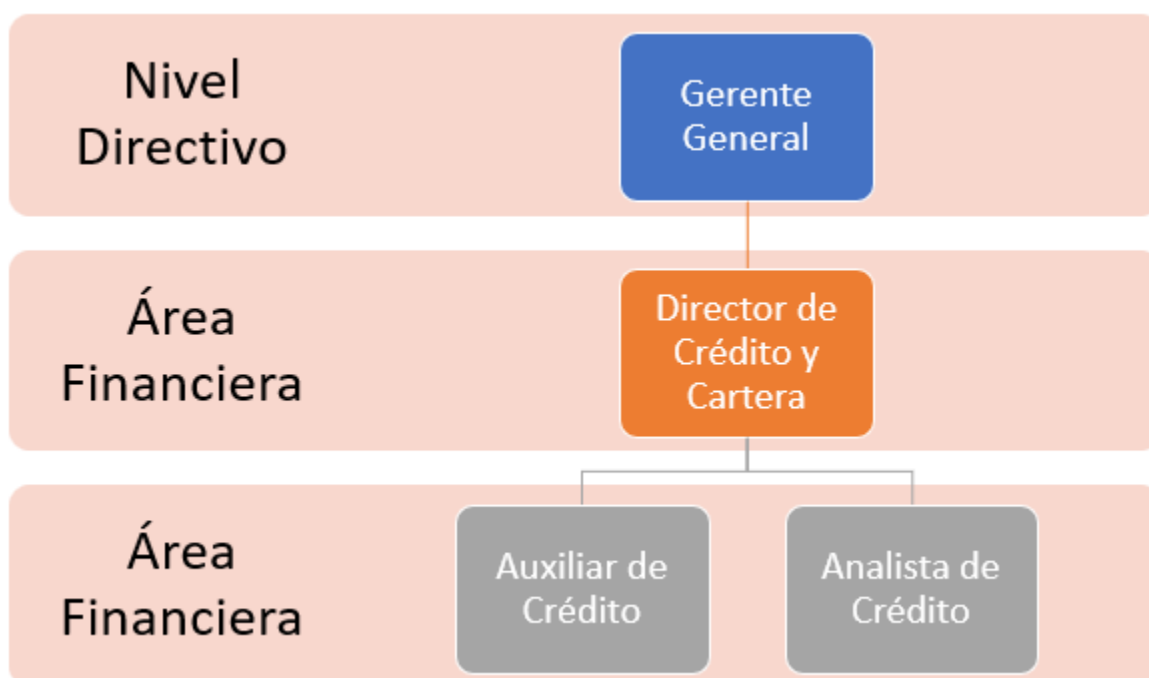 Nivel
Directivo
Gerente
General
Área
Financiera
Director de
Crédito y
Cartera
Área
Financiera
Auxiliar de
Crédito
Analista de
Crédito